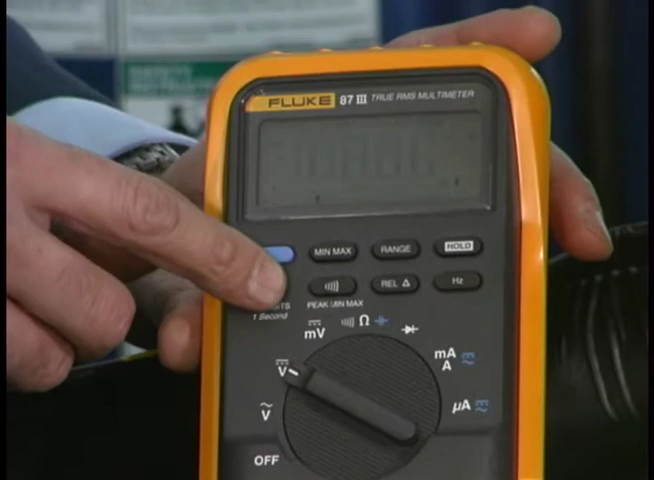 FLUKE 87 III TRUE RMS MULTIMETER
MIN MAX RANGE HOLD
REL Δ Hz
PEAK MIN MAX
1 Second
mV Ω
V mA A
V µA
OFF